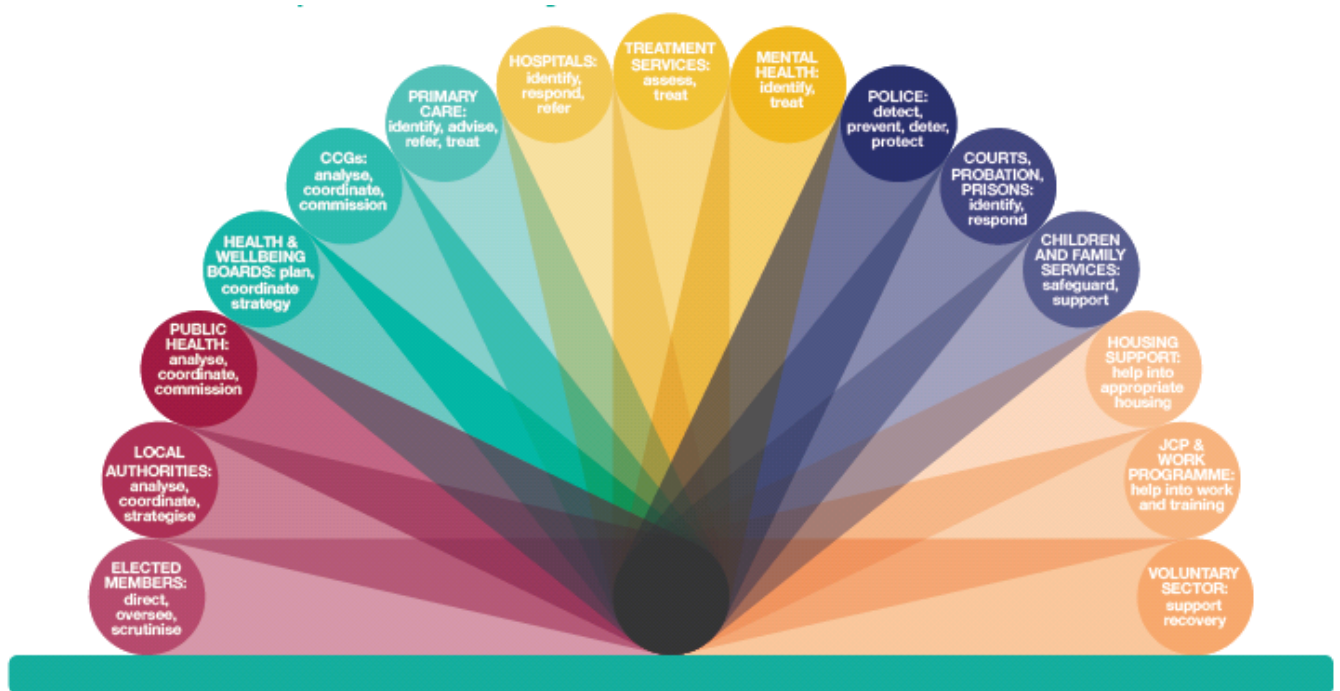 ELECTED
MEMBERS:
direct,
oversee,
scrutinise
LOCAL
AUTHORITIES:
analyse,
coordinate,
strategise
PUBLIC
HEALTH:
analyse,
coordinate,
commission
HEALTH &
WELLBEING
BOARDS: plan,
coordinate
strategy
CCGs:
analyse,
coordinate,
commission
PRIMARY
CARE:
identify, advise,
refer, treat
HOSPITALS:
identify,
respond,
refer
TREATMENT
SERVICES:
assess,
treat
MENTAL
HEALTH:
identify,
treat
POLICE:
detect,
prevent, deter,
protect
COURTS,
PROBATION,
PRISONS:
identify,
respond
CHILDREN
AND FAMILY
SERVICES:
safeguard,
support
HOUSING
SUPPORT:
help into
appropriate
housing
JCP &
WORK
PROGRAMME:
help into work
and training
VOLUNTARY
SECTOR:
support
recovery